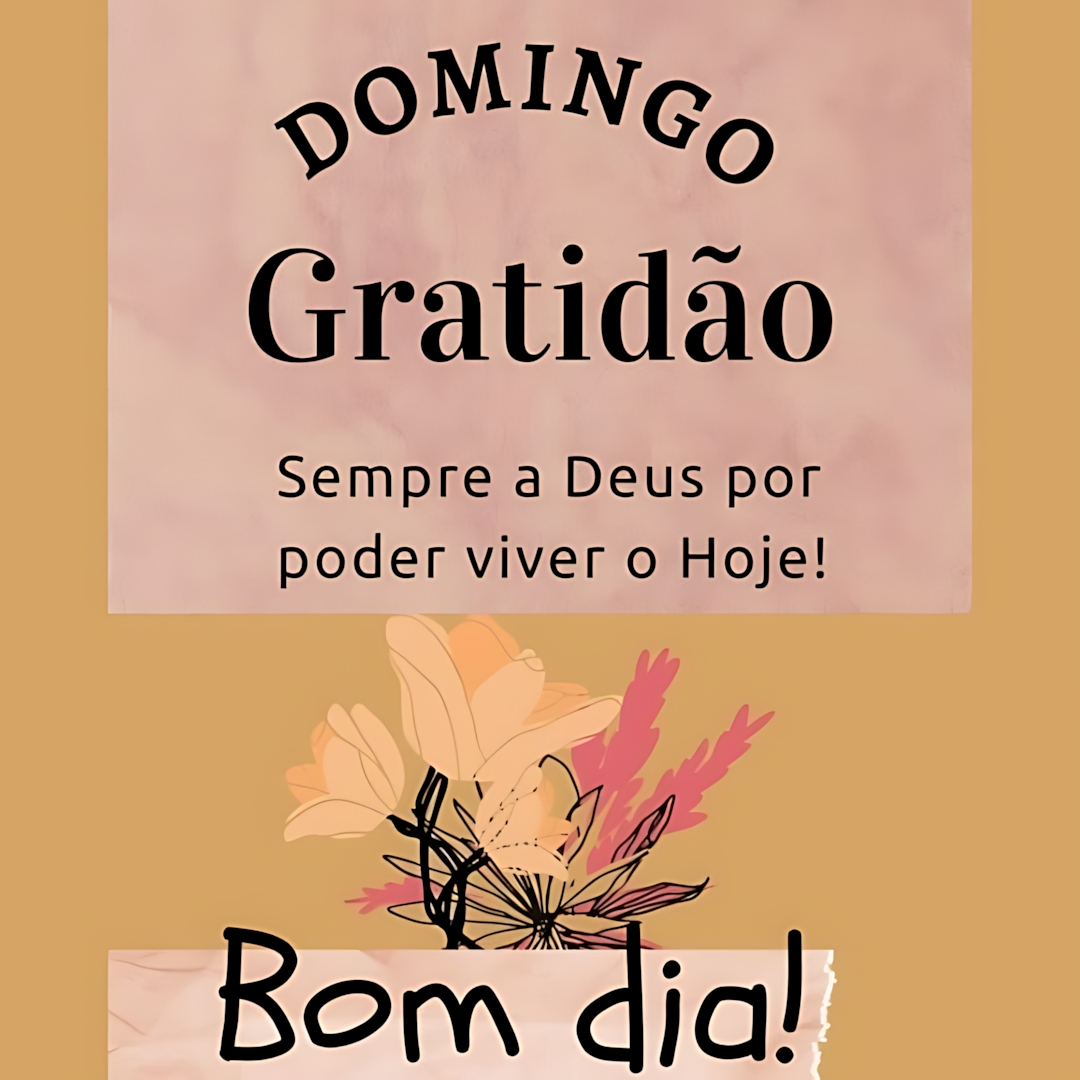 DOMINGO
Gratidão
Sempre a Deus por
poder viver o Hoje!
Bom dia!